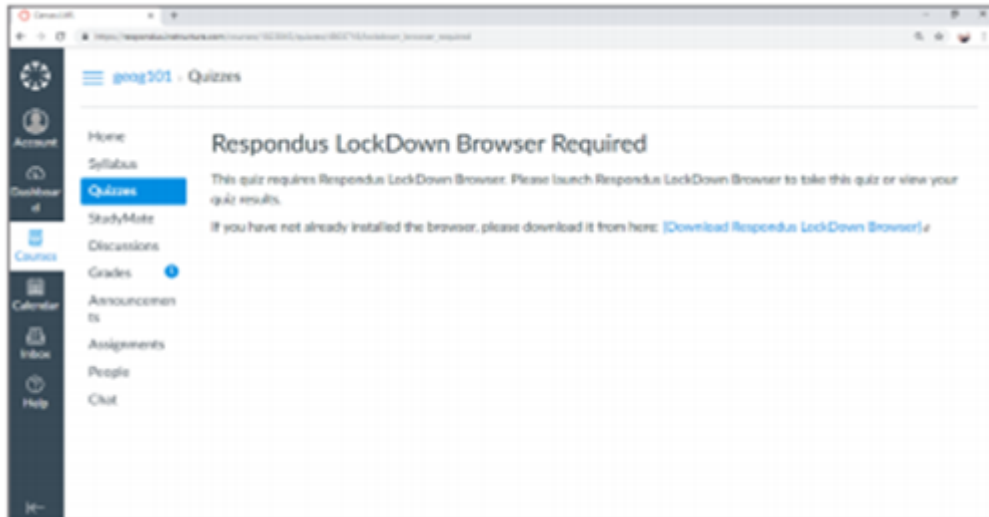 geog101 › Quizzes
Account
Dashboar
d
Courses
Calendar
Inbox
Help
Home
Syllabus
Quizzes
StudyMate
Discussions
Grades
Announcemen
ts
Assignments
People
Chat
Respondus LockDown Browser Required
This quiz requires Respondus LockDown Browser. Please launch Respondus LockDown Browser to take this quiz or view your
quiz results.
If you have not already installed the browser, please download it from here: [Download Respondus LockDown Browser]